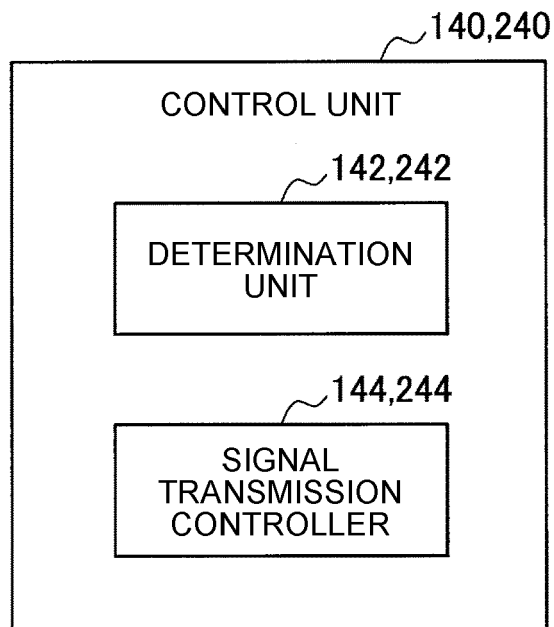 140,240
CONTROL UNIT
142,242
DETERMINATION
UNIT
144,244
SIGNAL
TRANSMISSION
CONTROLLER